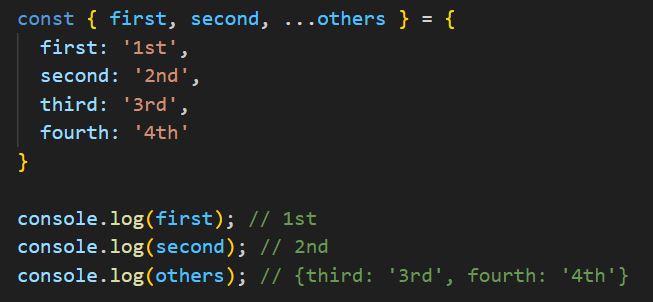 const { first, second, ...others } = {
  first: '1st',
  second: '2nd',
  third: '3rd',
  fourth: '4th'
}

console.log(first); // 1st
console.log(second); // 2nd
console.log(others); // {third: '3rd', fourth: '4th'}